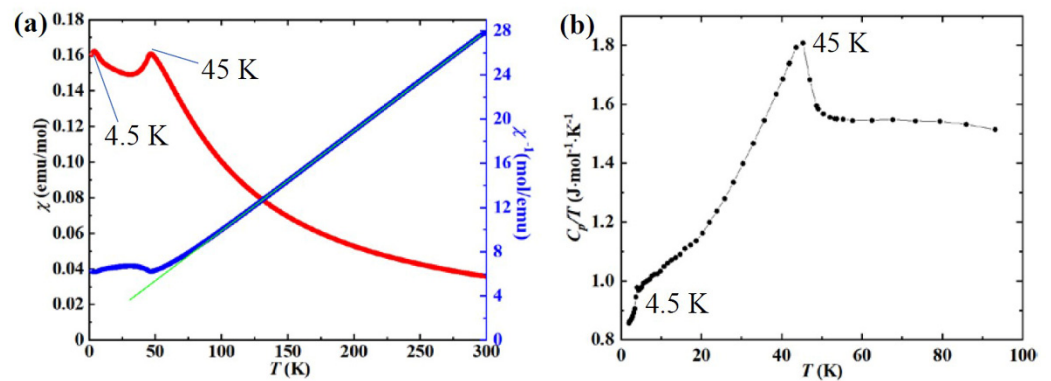 (a)
0.18
0.16
0.14
0.12
0.10
0.08
0.06
0.04
0.02
0
χ (emu/mol)
45 K
4.5 K
28
24
20
16
12
8
4
0
χ⁻¹(mol/emu)
0 50 100 150 200 250 300
T (K)
(b)
1.8
1.6
1.4
1.2
1.0
0.8
Cₚ/T (J·mol⁻¹·K⁻¹)
45 K
4.5 K
0 20 40 60 80 100
T (K)